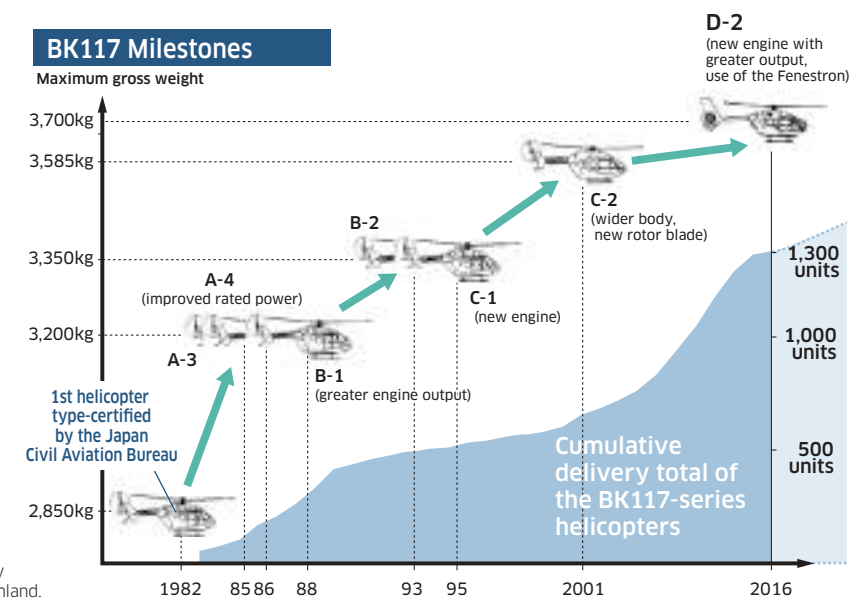 BK117 Milestones
Maximum gross weight
D-2
(new engine with
greater output,
use of the Fenestron)
3,700kg
3,585kg
C-2
(wider body,
new rotor blade)
B-2
3,350kg
C-1
(new engine)
A-4
(improved rated power)
3,200kg
A-3
B-1
(greater engine output)
1st helicopter
type-certified
by the Japan
Civil Aviation Bureau
2,850kg
1,300
units
1,000
units
500
units
Cumulative
delivery total of
the BK117-series
helicopters
1982 85 86 88 93 95 2001 2016
nland.